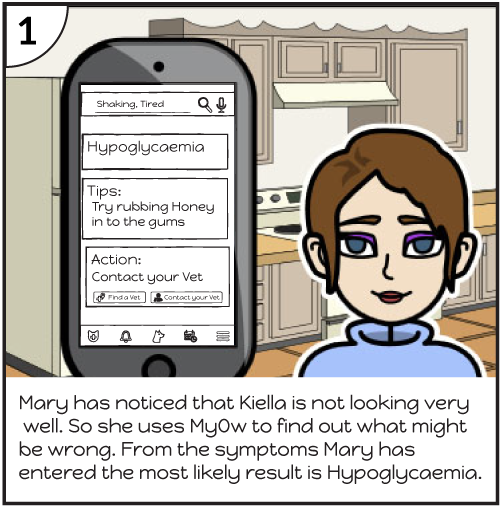 1
Shaking, Tired
Hypoglycaemia
Tips:
Try rubbing Honey
in to the gums
Action:
Contact your Vet
Find a Vet
Contact your Vet
Mary has noticed that Kiella is not looking very
well. So she uses MyOw to find out what might
be wrong. From the symptoms Mary has
entered the most likely result is Hypoglycaemia.